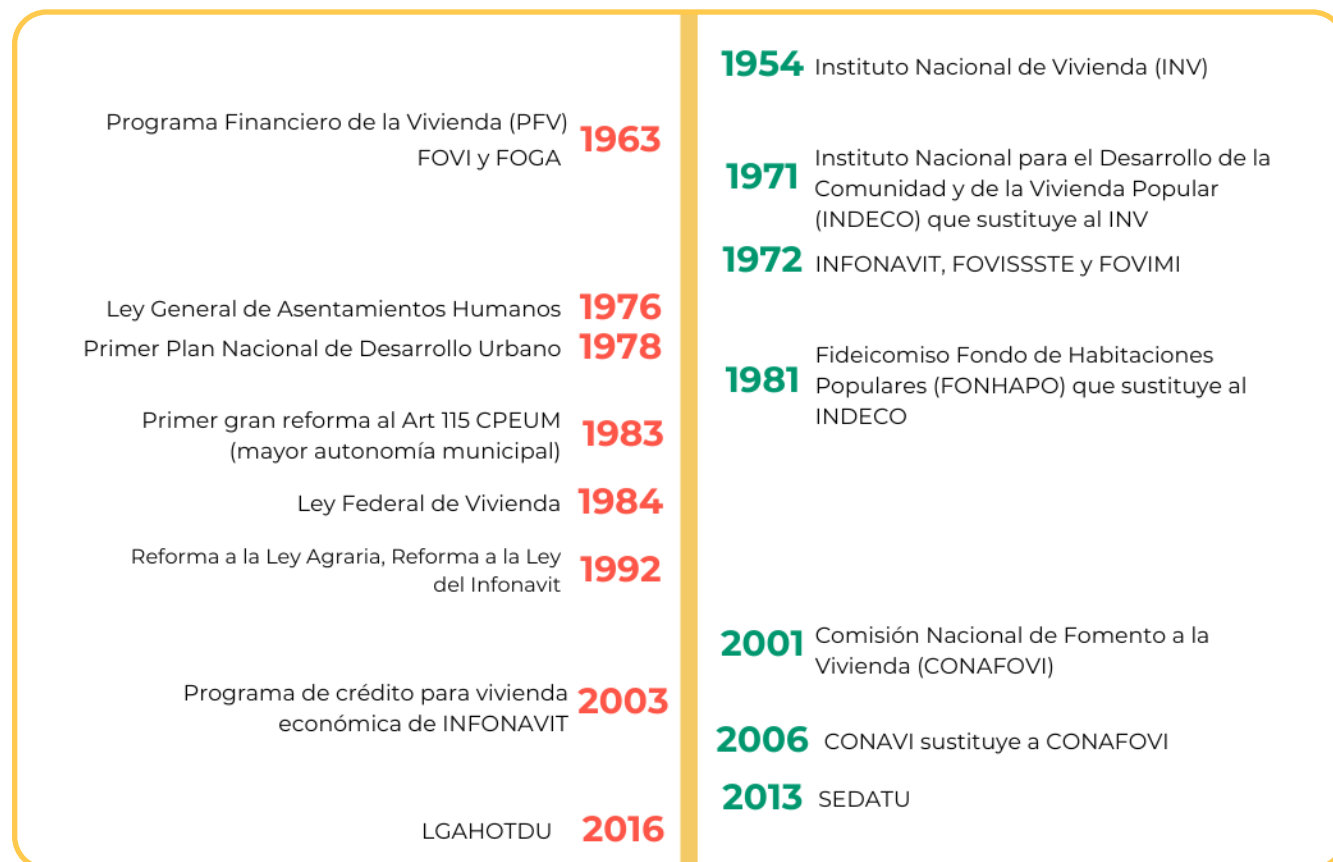 1954 Instituto Nacional de Vivienda (INV)
Programa Financiero de la Vivienda (PFV)
FOVI y FOGA
1963
1971
Instituto Nacional para el Desarrollo de la
Comunidad y de la Vivienda Popular
(INDECO) que sustituye al INV
1972 INFONAVIT, FOVISSSTE y FOVIMI
Ley General de Asentamientos Humanos 1976
Primer Plan Nacional de Desarrollo Urbano 1978
1981
Fideicomiso Fondo de Habitaciones
Populares (FONHAPO) que sustituye al
INDECO
Primer gran reforma al Art 115 CPEUM
(mayor autonomía municipal)
1983
Ley Federal de Vivienda 1984
Reforma a la Ley Agraria, Reforma a la Ley
del Infonavit
1992
2001
Comisión Nacional de Fomento a la
Vivienda (CONAFOVI)
Programa de crédito para vivienda
económica de INFONAVIT
2003
2006 CONAVI sustituye a CONAFOVI
2013 SEDATU
LGAHOTDU 2016